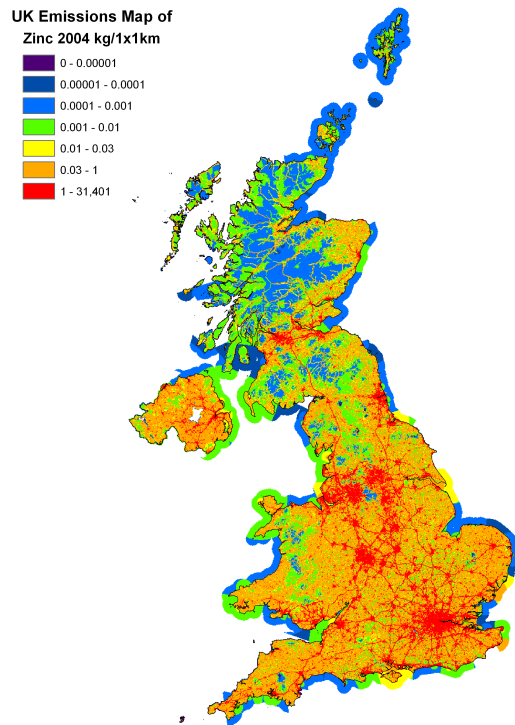 UK Emissions Map of
Zinc 2004 kg/1x1km
0 - 0.00001
0.00001 - 0.0001
0.0001 - 0.001
0.001 - 0.01
0.01 - 0.03
0.03 - 1
1 - 31,401